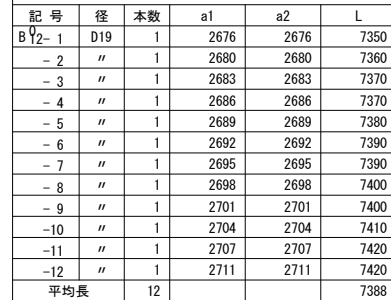 記 号 径 本数 a1 a2 L
B⁰12- 1 D19 1 2676 2676 7350
- 2 〃 1 2680 2680 7360
- 3 〃 1 2683 2683 7370
- 4 〃 1 2686 2686 7370
- 5 〃 1 2689 2689 7380
- 6 〃 1 2692 2692 7390
- 7 〃 1 2695 2695 7390
- 8 〃 1 2698 2698 7400
- 9 〃 1 2701 2701 7400
-10 〃 1 2704 2704 7410
-11 〃 1 2707 2707 7420
-12 〃 1 2711 2711 7420
平均長 12 7388